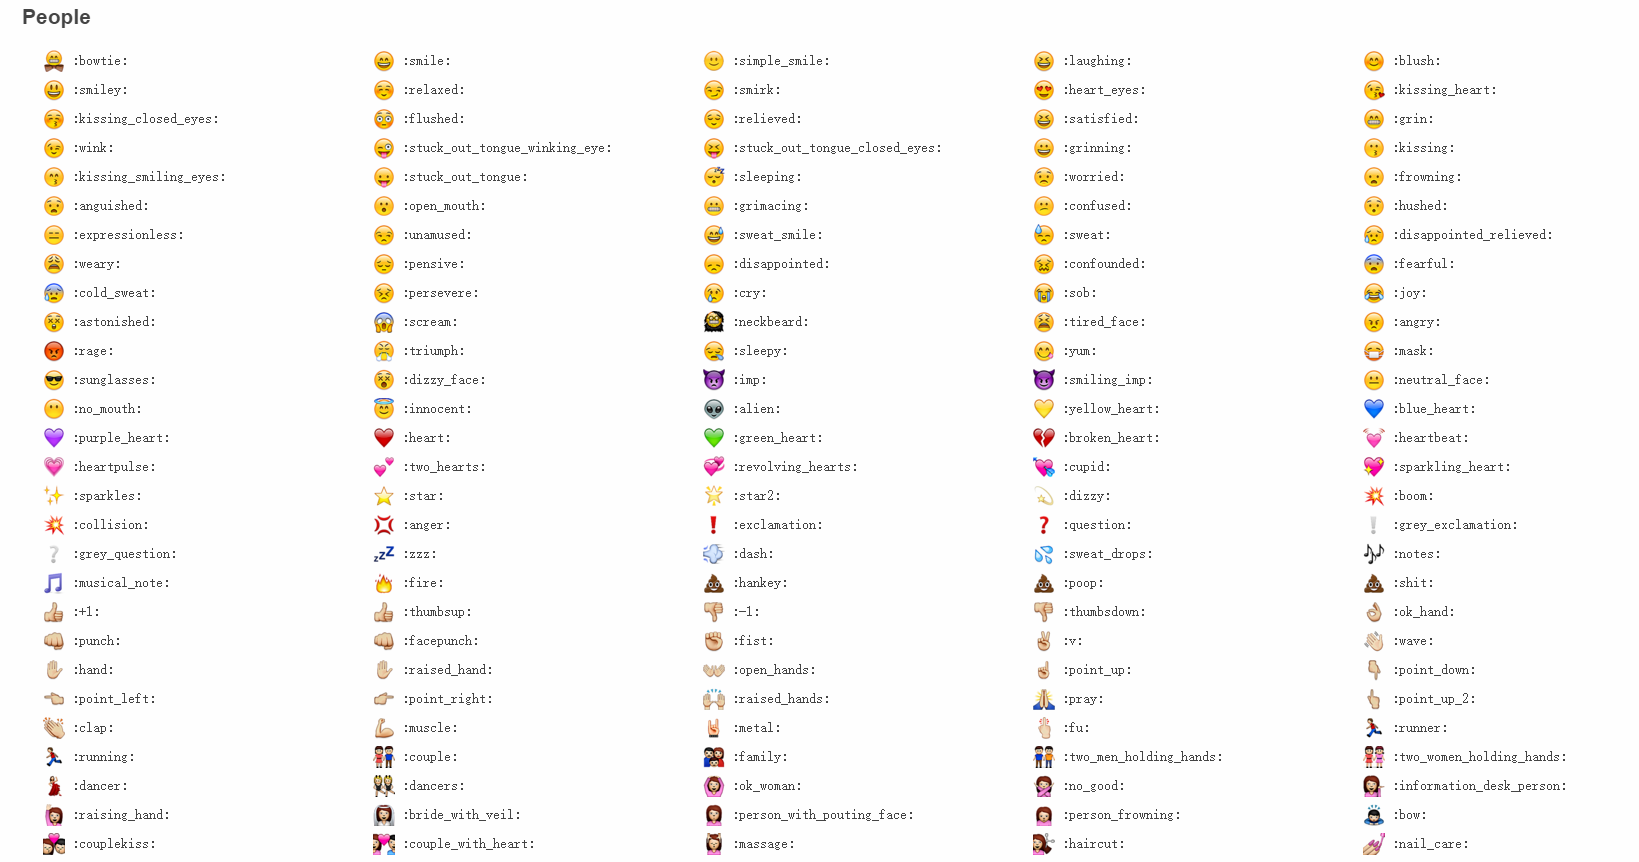 People
:bowtie: :smile: :simple_smile: :laughing: :blush:
:smiley: :relaxed: :smirk: :heart_eyes: :kissing_heart:
:kissing_closed_eyes: :flushed: :relieved: :satisfied: :grin:
:wink: :stuck_out_tongue_winking_eye: :stuck_out_tongue_closed_eyes: :grinning: :kissing:
:kissing_smiling_eyes: :stuck_out_tongue: :sleeping: :worried: :frowning:
:anguished: :open_mouth: :grimacing: :confused: :hushed:
:expressionless: :unamused: :sweat_smile: :sweat: :disappointed_relieved:
:weary: :pensive: :disappointed: :confounded: :fearful:
:cold_sweat: :persevere: :cry: :sob: :joy:
:astonished: :scream: :neckbeard: :tired_face: :angry:
:rage: :triumph: :sleepy: :yum: :mask:
:sunglasses: :dizzy_face: :imp: :smiling_imp: :neutral_face:
:no_mouth: :innocent: :alien: :yellow_heart: :blue_heart:
:purple_heart: :heart: :green_heart: :broken_heart: :heartbeat:
:heartpulse: :two_hearts: :revolving_hearts: :cupid: :sparkling_heart:
:sparkles: :star: :star2: :dizzy: :boom:
:collision: :anger: :exclamation: :question: :grey_exclamation:
:grey_question: :zzz: :dash: :sweat_drops: :notes:
:musical_note: :fire: :hankey: :poop: :shit:
:+1: :thumbsup: :-1: :thumbsdown: :ok_hand:
:punch: :facepunch: :fist: :v: :wave:
:hand: :raised_hand: :open_hands: :point_up: :point_down:
:point_left: :point_right: :raised_hands: :pray: :point_up_2:
:clap: :muscle: :metal: :fu: :runner:
:running: :couple: :family: :two_men_holding_hands: :two_women_holding_hands:
:dancer: :dancers: :ok_woman: :no_good: :information_desk_person:
:raising_hand: :bride_with_veil: :person_with_pouting_face: :person_frowning: :bow:
:couplekiss: :couple_with_heart: :massage: :haircut: :nail_care: